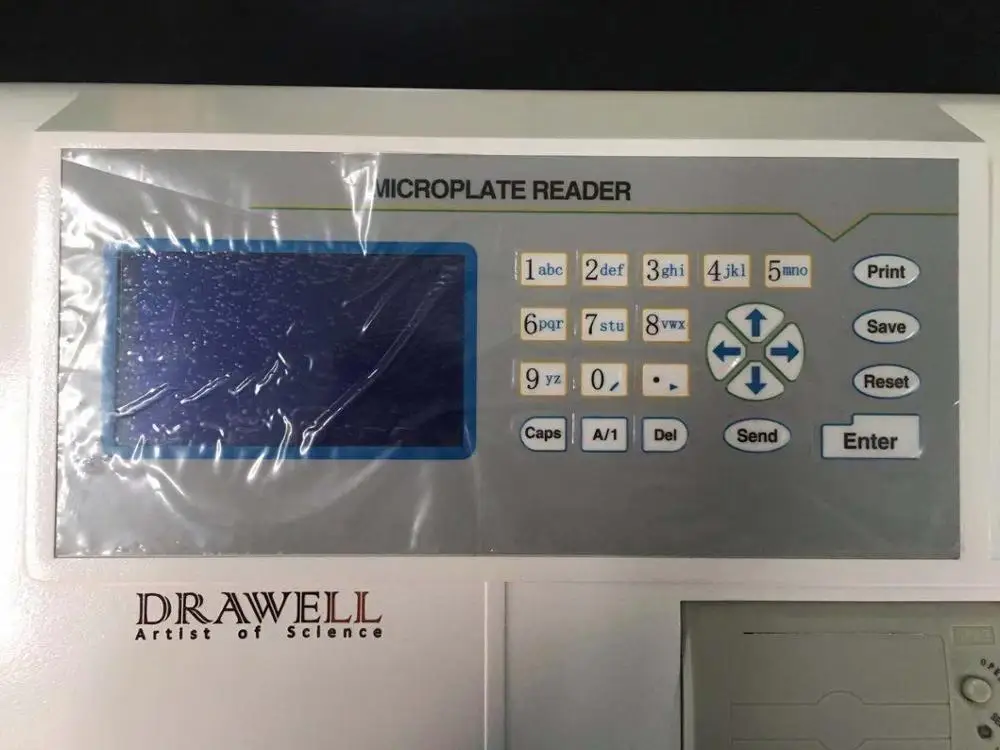 MICROPLATE READER
1abc 2def 3ghi 4jkl 5mno Print
6pqr 7stu 8vwx Save
9yz 0, . Reset
Caps A/1 Del Send Enter
DRAWELL
Artist of Science